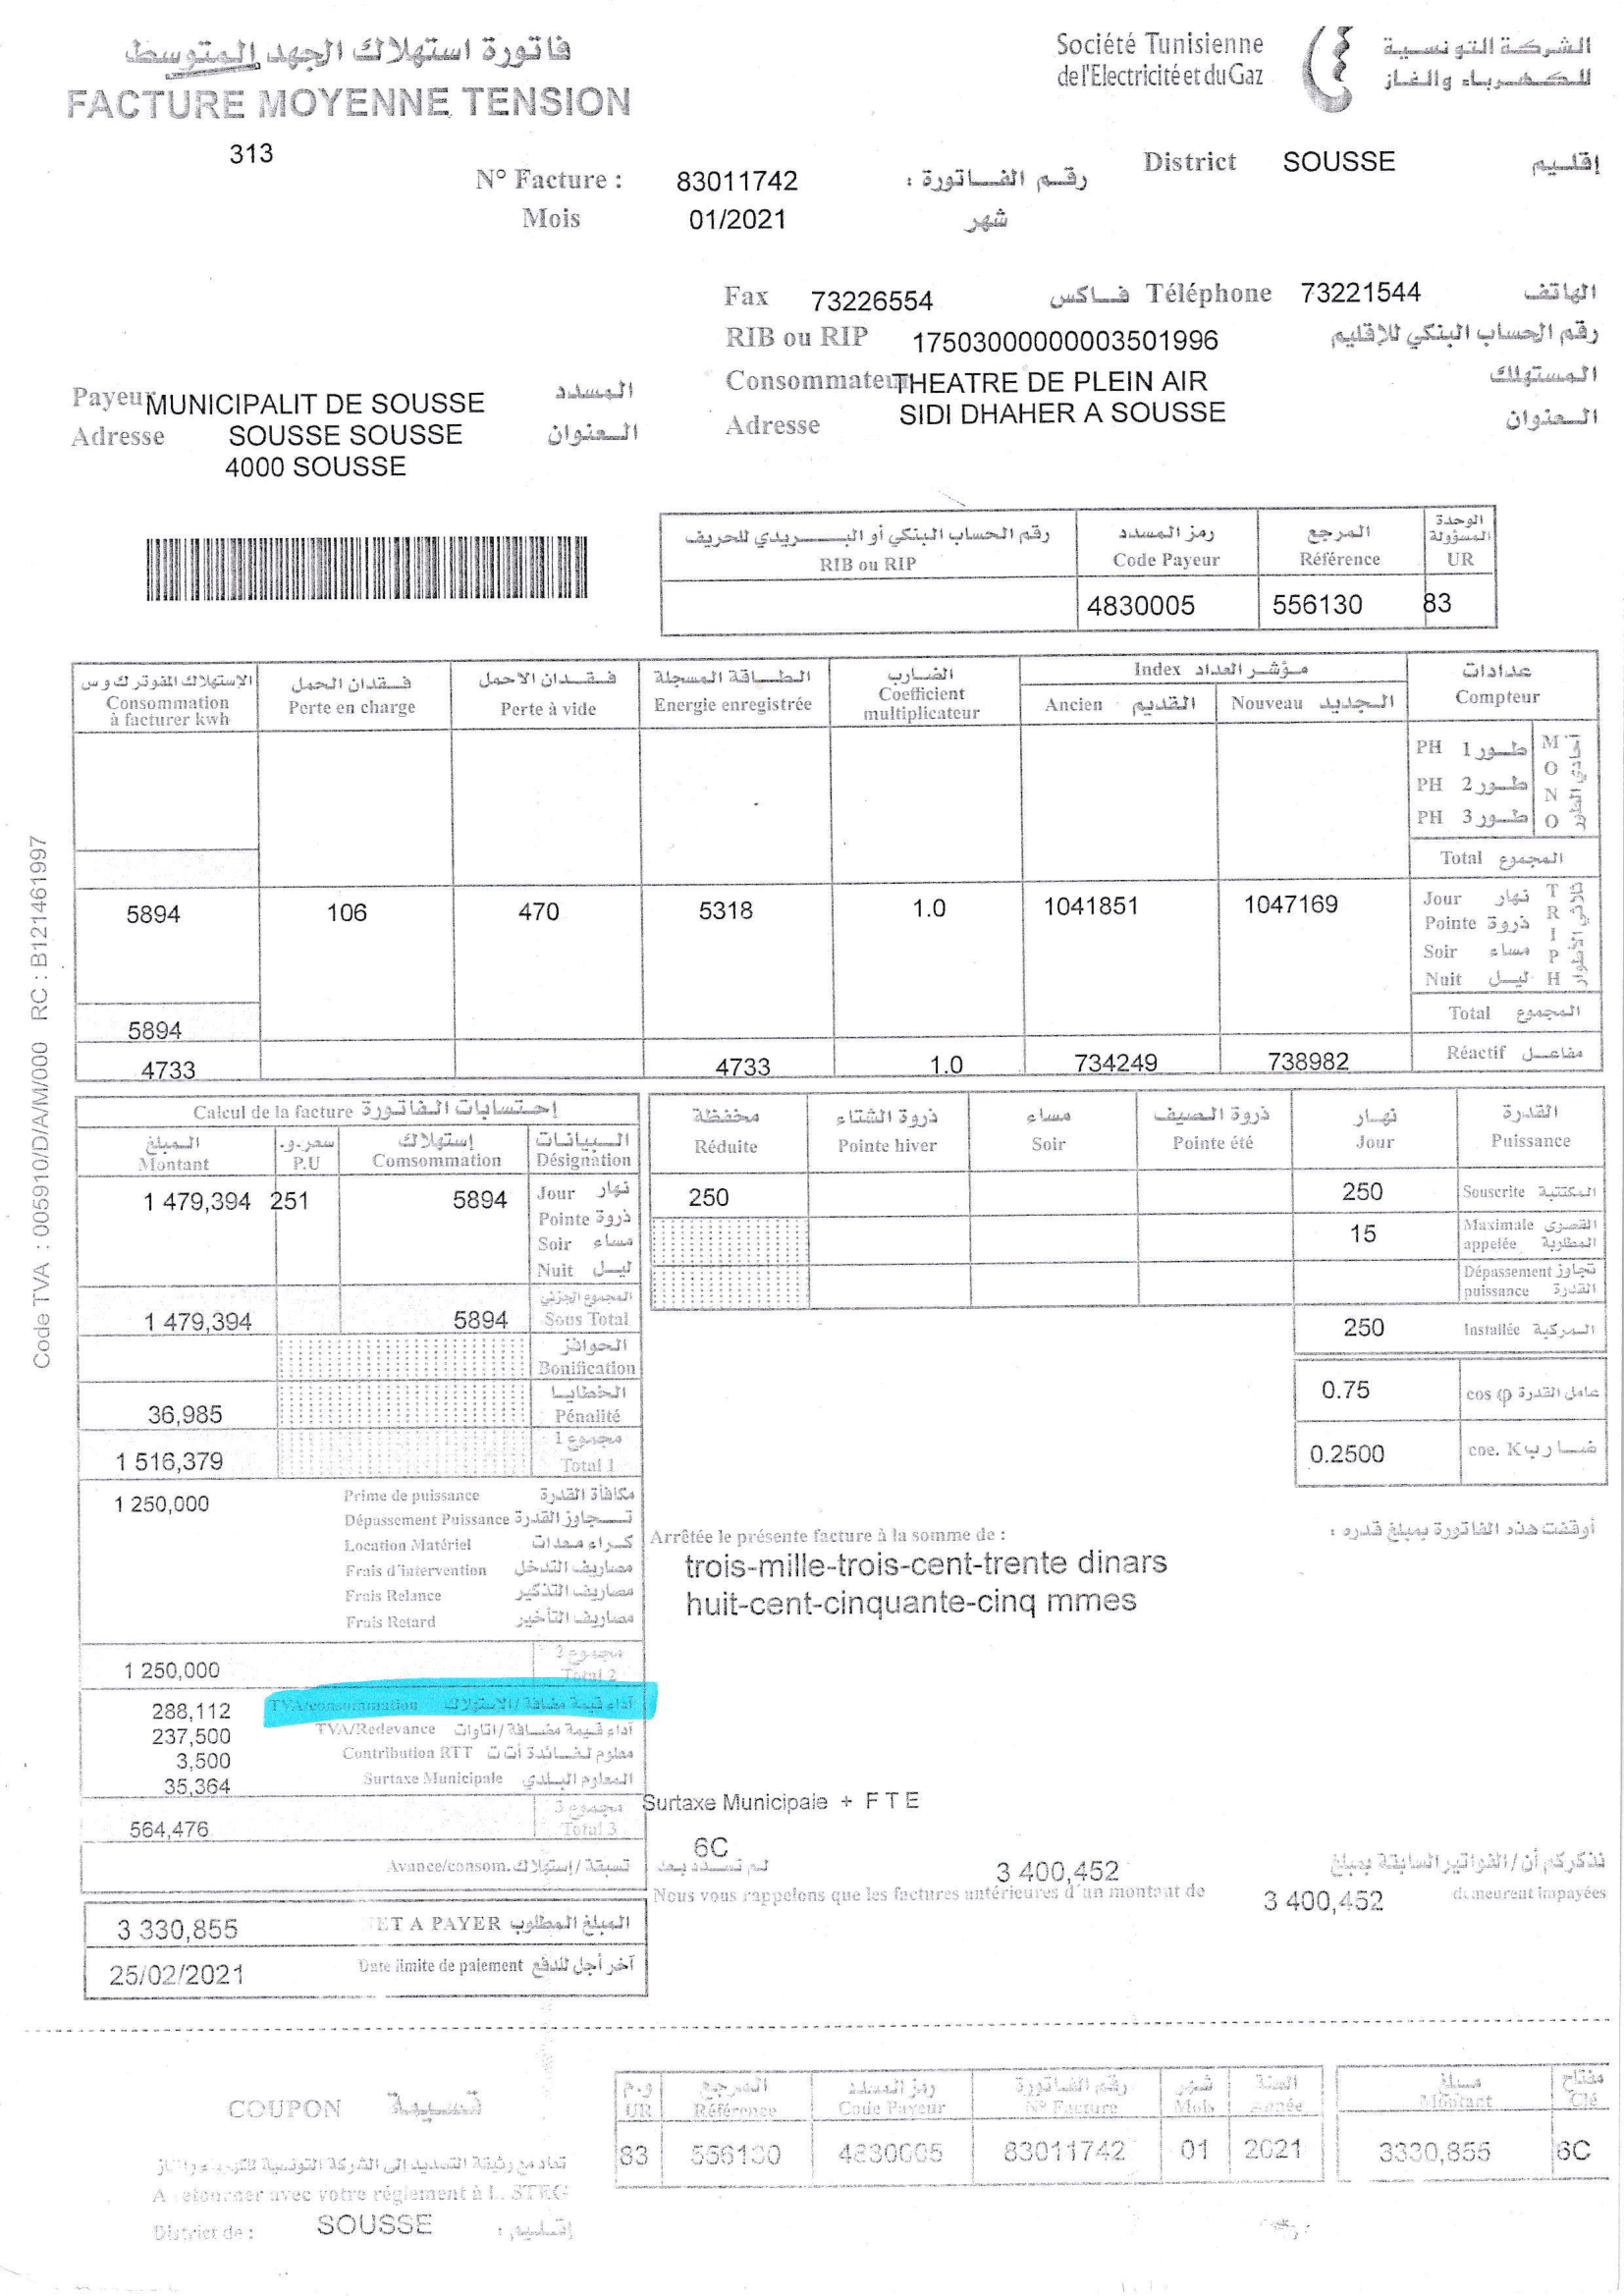 فاتورة استهلاك الجهد المتوسط
FACTURE MOYENNE TENSION
313
Société Tunisienne
de l'Electricité et du Gaz
الشركة التونسية
للكهرباء والغاز
District SOUSSE إقليم
N° Facture : 83011742 رقم الفاتورة :
Mois 01/2021 شهر
Fax 73226554 فاكس Téléphone 73221544 الهاتف
RIB ou RIP 17503000000003501996 رقم الحساب البنكي للإقليم
Consommateur THEATRE DE PLEIN AIR المستهلك
Adresse SIDI DHAHER A SOUSSE العنوان
Payeur MUNICIPALIT DE SOUSSE المسدد
Adresse SOUSSE SOUSSE العنوان
4000 SOUSSE
رقم الحساب البنكي أو البريدي للحريف رمز المسدد المرجع الوحدة المسؤولة
RIB ou RIP Code Payeur Référence UR
4830005 556130 83
الإستهلاك المفوتر ك و س فقدان الحمل فقدان الاحمل الطاقة المسجلة الضارب مؤشر العداد Index عدادات
Consommation à facturer kwh Perte en charge Perte à vide Energie enregistrée Coefficient multiplicateur Ancien القديم Nouveau الجديد Compteur
PH 1 طور
PH 2 طور
PH 3 طور
MONO أحادي الطور
Total المجموع
5894 106 470 5318 1.0 1041851 1047169 Jour نهار
Pointe ذروة
Soir مساء
Nuit ليل
TRIPH ثلاثي الأطوار
5894 Total المجموع
4733 4733 1.0 734249 738982 Réactif مفاعل
Calcul de la facture إحتسابات الفاتورة
المبلغ سعر.و. إستهلاك البيانات
Montant P.U Comsommation Désignation
1 479,394 251 5894 Jour نهار
Pointe ذروة
Soir مساء
Nuit ليل
المجموع الجزئي
1 479,394 5894 Sous Total
الحوافز
Bonification
الخطايا
36,985 Pénalité
مجموع 1
1 516,379 Total 1
1 250,000 Prime de puissance مكافأة القدرة
Dépassement Puissance تجاوز القدرة
Location Matériel كراء معدات
Frais d'intervention مصاريف التدخل
Frais Relance مصاريف التذكير
Frais Retard مصاريف التأخير
1 250,000 Total 2
288,112 TVA/consommation أداء قيمة مضافة/الاستهلاك
237,500 TVA/Redevance أداء قيمة مضافة/اتاوات
3,500 Contribution RTT معلوم لفائدة أ ت ت
35,364 Surtaxe Municipale المعلوم البلدي
مجموع 3
564,476 Total 3
Avance/consom. تسبقة/إستهلاك
3 330,855 NET A PAYER المبلغ المطلوب
25/02/2021 Date limite de paiement آخر أجل للدفع
مخفظة ذروة الشتاء مساء ذروة الصيف نهار القدرة
Réduite Pointe hiver Soir Pointe été Jour Puissance
250 250 Souscrite المكتتبة
15 Maximale appelée القصوى المطلوبة
Dépassement puissance تجاوز القدرة
250 Installée المركبة
0.75 cos φ عامل القدرة
0.2500 coe. K ضارب
Arrêtée le présente facture à la somme de : أوقفت هذه الفاتورة بمبلغ قدره :
trois-mille-trois-cent-trente dinars
huit-cent-cinquante-cinq mmes
Surtaxe Municipale + F T E
6C
لم تسدد بعد 3 400,452 نذكركم أن/الفواتير السابقة بمبلغ
Nous vous rappelons que les factures antérieures d'un montant de 3 400,452 demeurent impayées
Code TVA : 005910/D/A/M/000 RC : B121461997
COUPON قسيمة
تعاد مع وثيقة التسديد إلى الشركة التونسية للكهرباء والغاز
A retourner avec votre réglement à L. STEG
District de : SOUSSE إقليم :
و.م المرجع رمز المسدد رقم الفاتورة شهر السنة مبلغ مفتاح
UR Référence Code Payeur N° Facture Mois Année Montant Clé
83 556130 4830005 83011742 01 2021 3330,855 6C